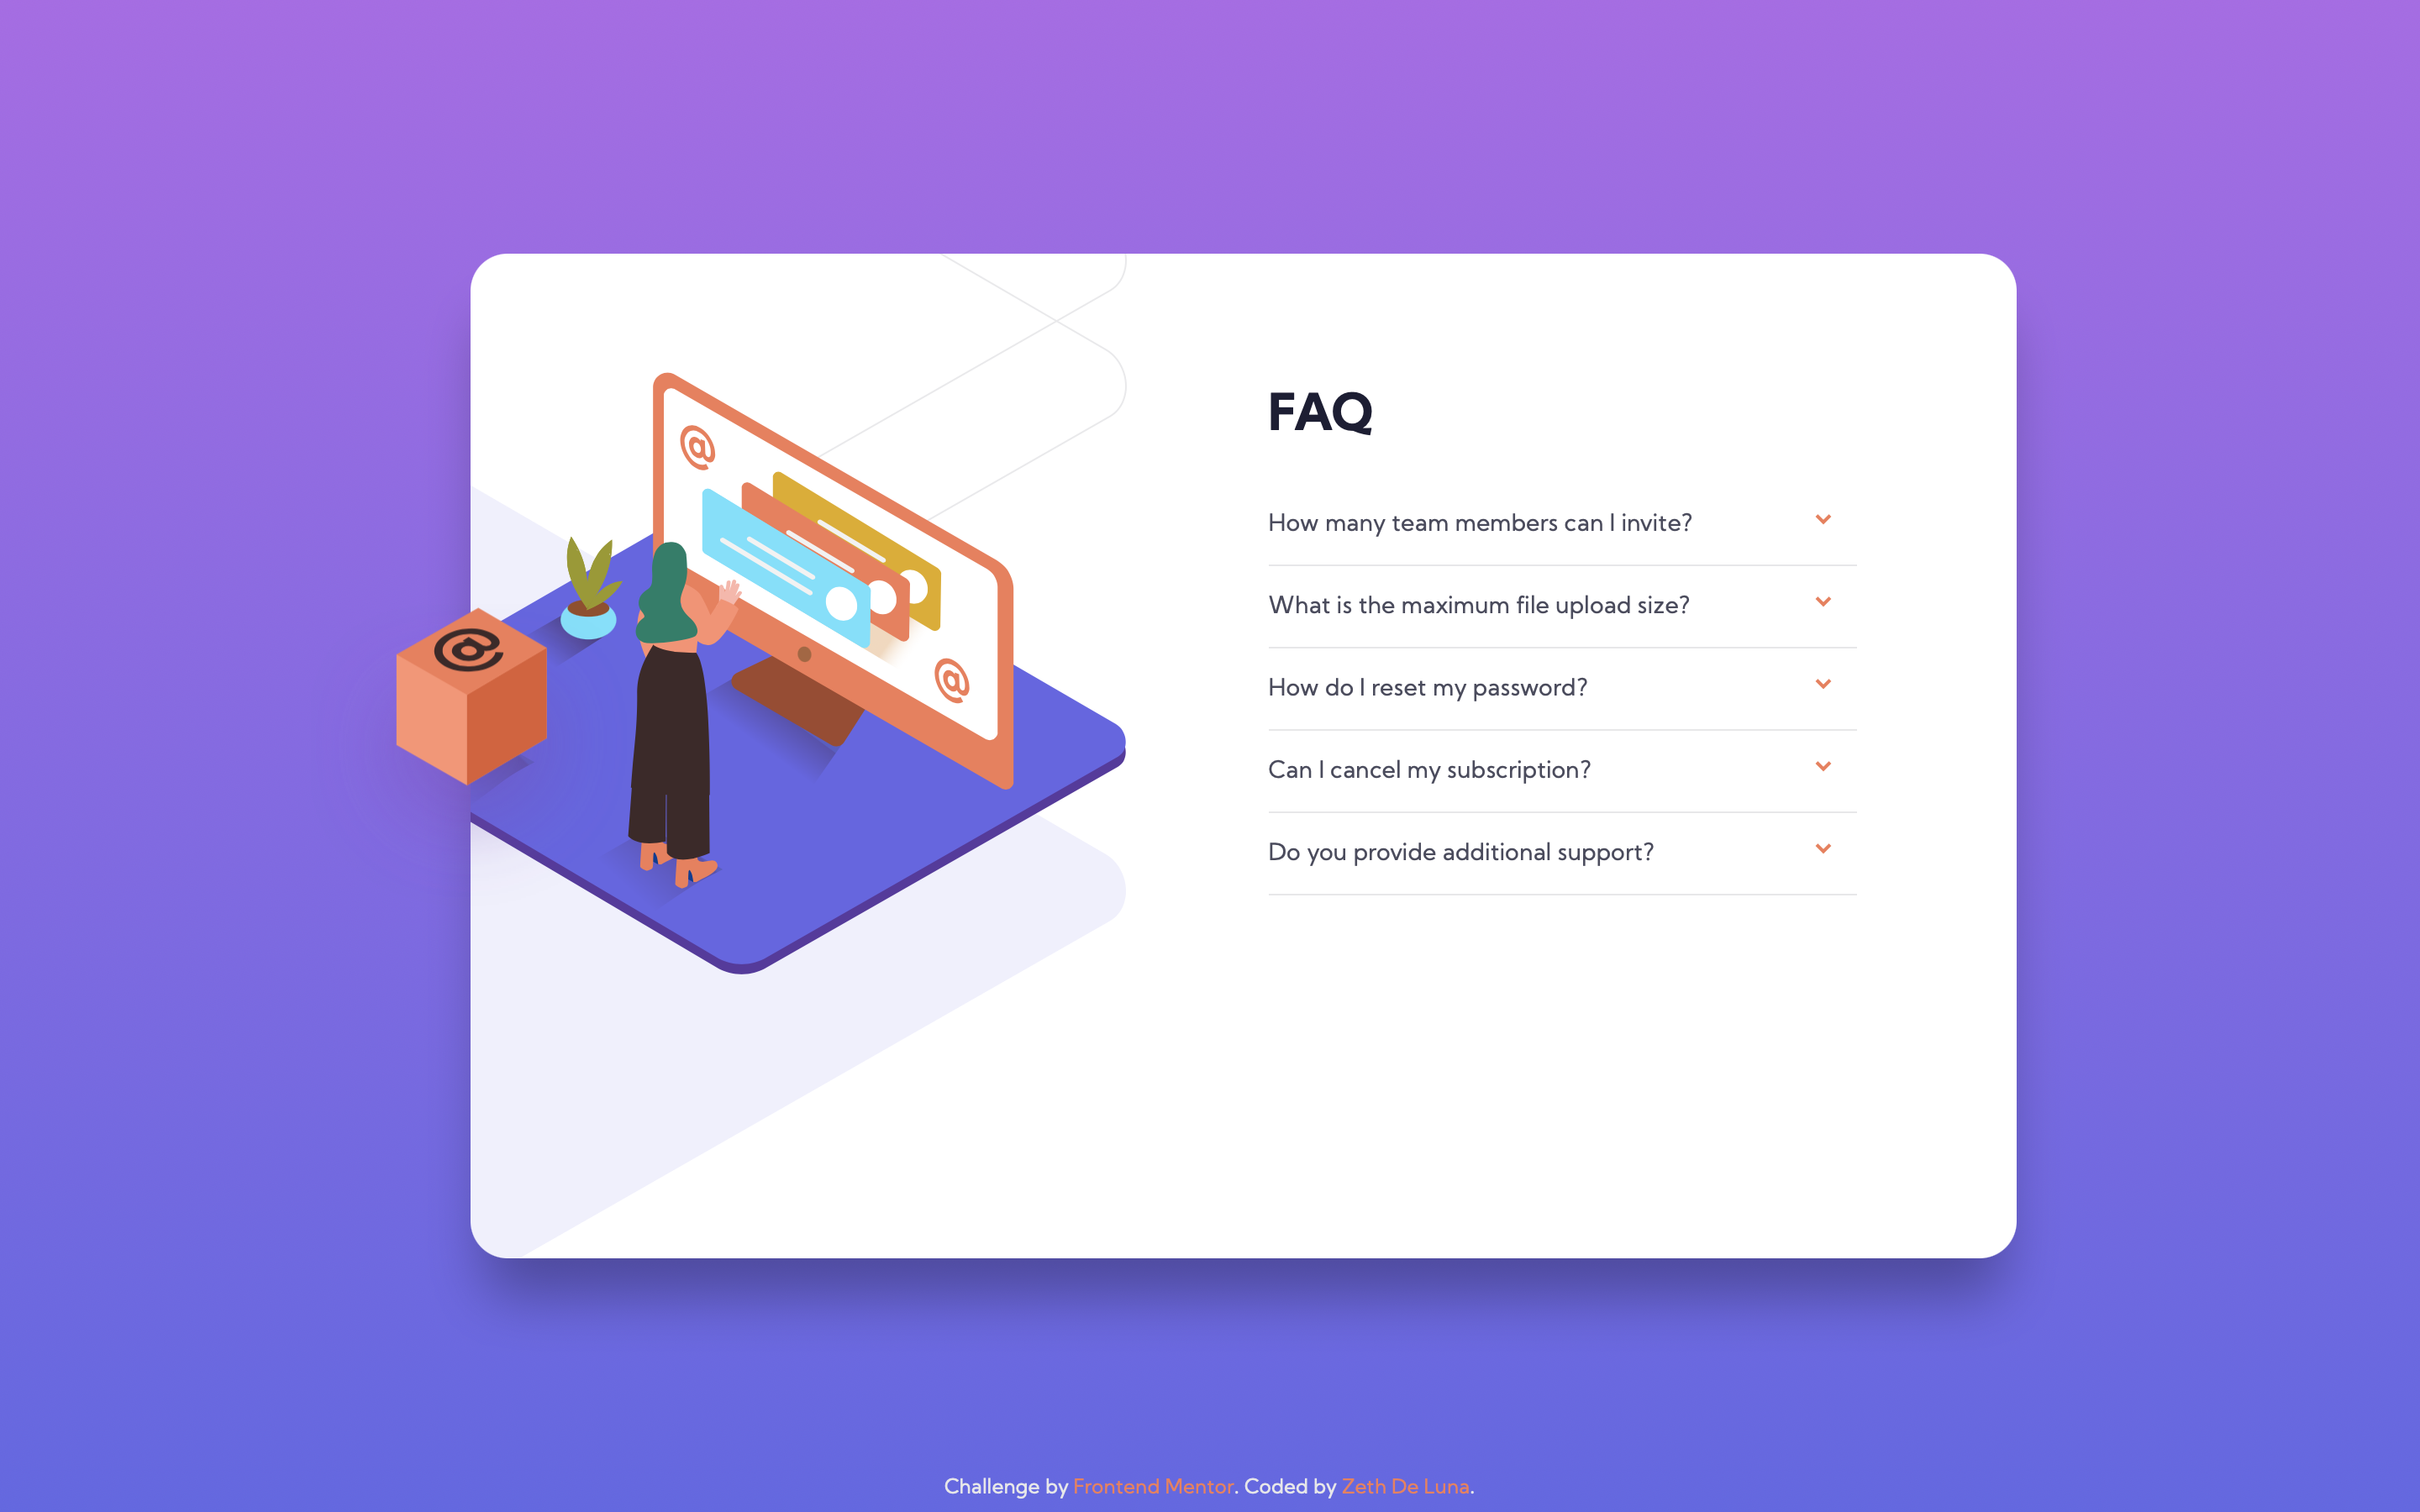 @
@
@
FAQ
How many team members can I invite?
What is the maximum file upload size?
How do I reset my password?
Can I cancel my subscription?
Do you provide additional support?
Challenge by Frontend Mentor. Coded by Zeth De Luna.